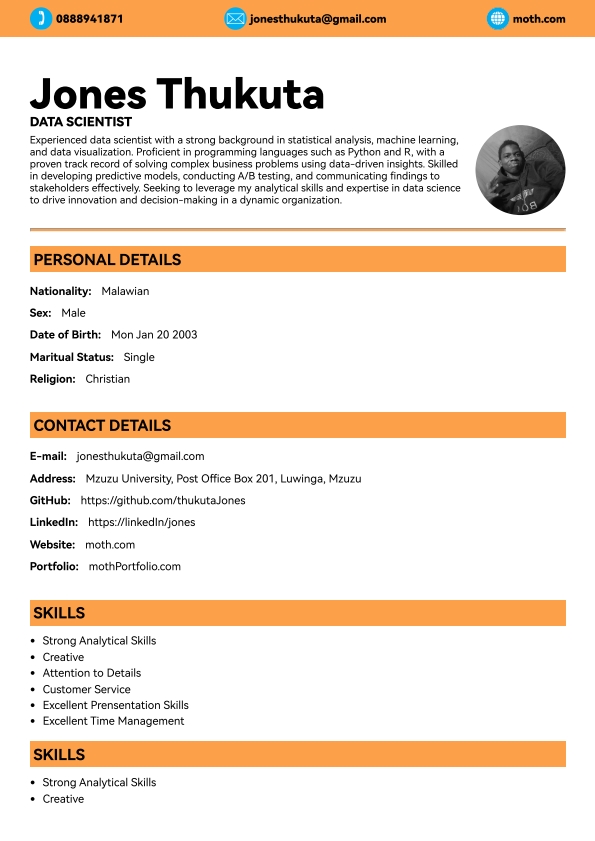 0888941871 jonesthukuta@gmail.com moth.com
Jones Thukuta
DATA SCIENTIST
Experienced data scientist with a strong background in statistical analysis, machine learning,
and data visualization. Proficient in programming languages such as Python and R, with a
proven track record of solving complex business problems using data-driven insights. Skilled
in developing predictive models, conducting A/B testing, and communicating findings to
stakeholders effectively. Seeking to leverage my analytical skills and expertise in data science
to drive innovation and decision-making in a dynamic organization.
PERSONAL DETAILS
Nationality: Malawian
Sex: Male
Date of Birth: Mon Jan 20 2003
Maritual Status: Single
Religion: Christian
CONTACT DETAILS
E-mail: jonesthukuta@gmail.com
Address: Mzuzu University, Post Office Box 201, Luwinga, Mzuzu
GitHub: https://github.com/thukutaJones
LinkedIn: https://linkedIn/jones
Website: moth.com
Portfolio: mothPortfolio.com
SKILLS
• Strong Analytical Skills
• Creative
• Attention to Details
• Customer Service
• Excellent Prensentation Skills
• Excellent Time Management
SKILLS
• Strong Analytical Skills
• Creative